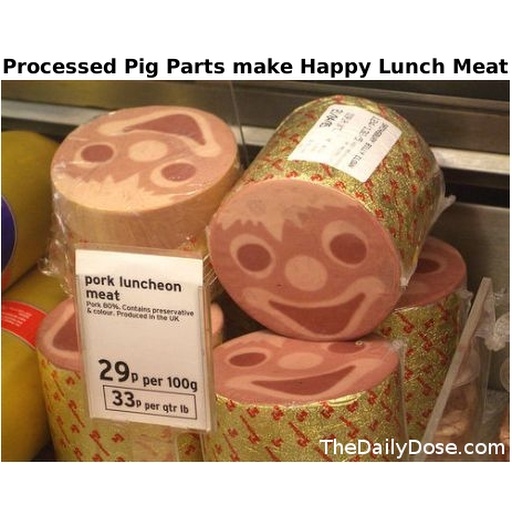 Processed Pig Parts make Happy Lunch Meat
pork luncheon
meat
Pork 80%. Contains preservative
& colour. Produced in the UK
29p per 100g
33p per qtr lb
TheDailyDose.com